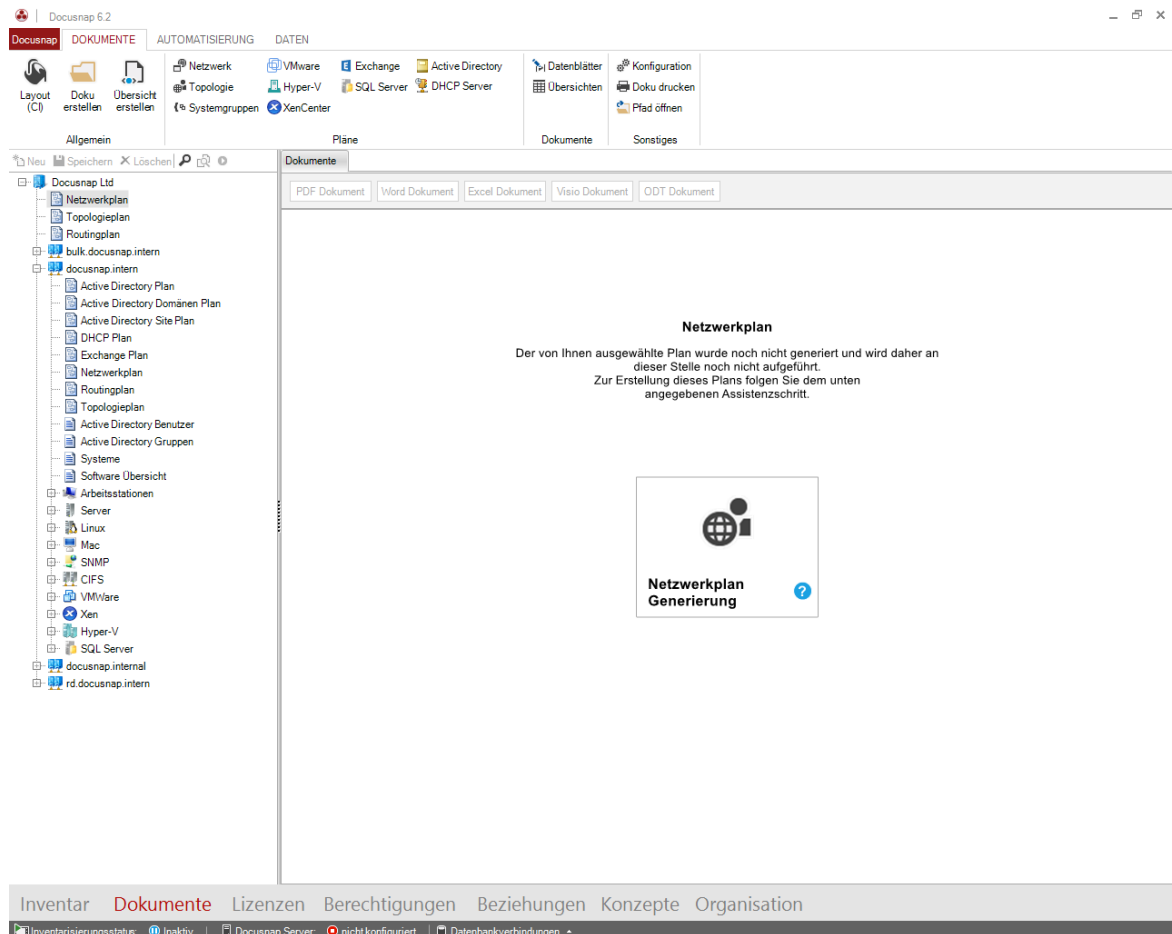 Docusnap 6.2
Docusnap DOKUMENTE AUTOMATISIERUNG DATEN
Layout (CI)
Doku erstellen
Übersicht erstellen
Allgemein
Netzwerk
Topologie
Systemgruppen
VMware
Hyper-V
XenCenter
Exchange
SQL Server
Active Directory
DHCP Server
Pläne
Datenblätter
Übersichten
Dokumente
Konfiguration
Doku drucken
Pfad öffnen
Sonstiges
Neu Speichern Löschen
Docusnap Ltd
Netzwerkplan
Topologieplan
Routingplan
bulk.docusnap.intern
docusnap.intern
Active Directory Plan
Active Directory Domänen Plan
Active Directory Site Plan
DHCP Plan
Exchange Plan
Netzwerkplan
Routingplan
Topologieplan
Active Directory Benutzer
Active Directory Gruppen
Systeme
Software Übersicht
Arbeitsstationen
Server
Linux
Mac
SNMP
CIFS
VMWare
Xen
Hyper-V
SQL Server
docusnap.internal
rd.docusnap.intern
Dokumente
PDF Dokument Word Dokument Excel Dokument Visio Dokument ODT Dokument
Netzwerkplan
Der von Ihnen ausgewählte Plan wurde noch nicht generiert und wird daher an
dieser Stelle noch nicht aufgeführt.
Zur Erstellung dieses Plans folgen Sie dem unten
angegebenen Assistenzschritt.
Netzwerkplan
Generierung
?
Inventar Dokumente Lizenzen Berechtigungen Beziehungen Konzepte Organisation
Inventarisierungsstatus: Inaktiv | Docusnap Server: nicht konfiguriert | Datenbankverbindungen